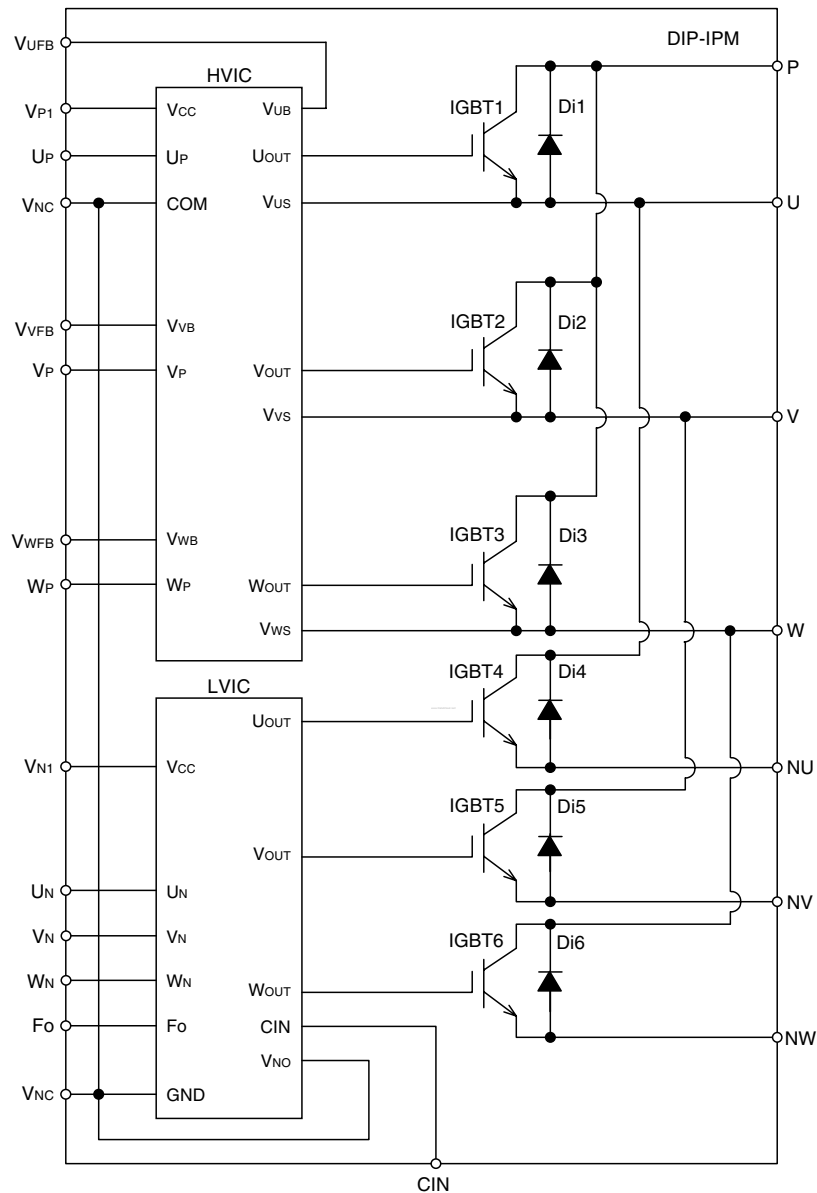 DIP-IPM
VUFB
P
HVIC
IGBT1
Di1
VP1
VCC
VUB
UP
UP
UOUT
VNC
COM
VUS
U
IGBT2
Di2
VVFB
VVB
VP
VP
VOUT
VVS
V
IGBT3
Di3
VWFB
VWB
WP
WP
WOUT
VWS
W
IGBT4
Di4
LVIC
UOUT
VN1
VCC
NU
IGBT5
Di5
VOUT
UN
UN
NV
VN
VN
IGBT6
Di6
WN
WN
WOUT
Fo
Fo
CIN
NW
VNO
VNC
GND
CIN